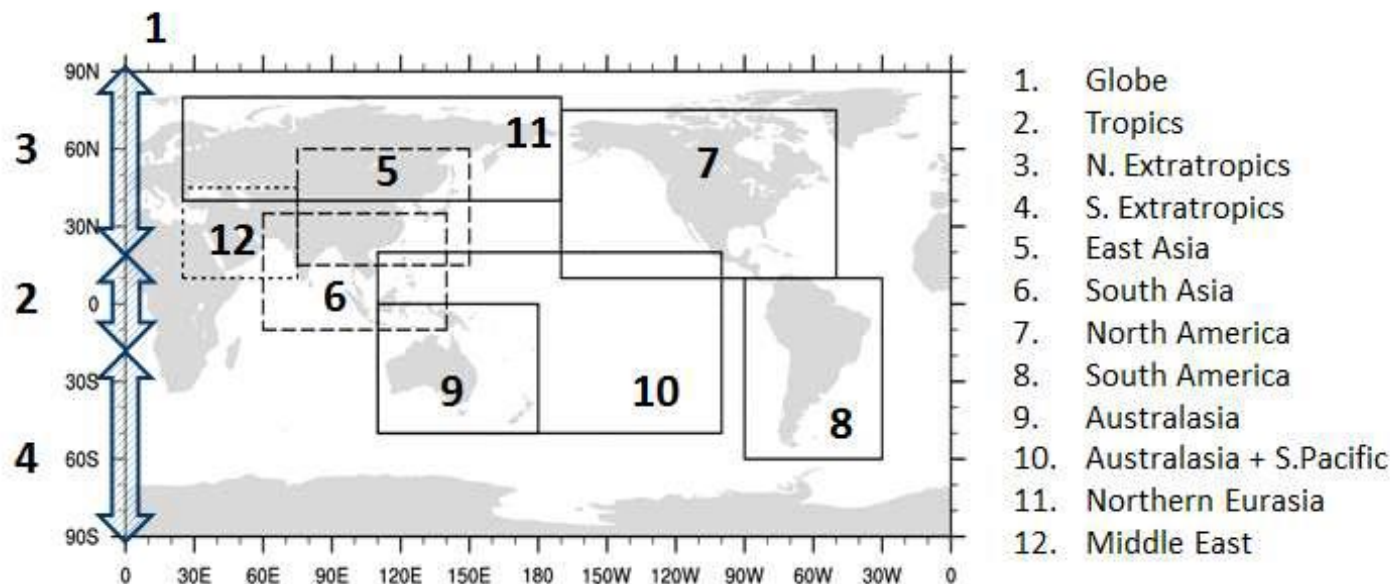 1
90N
60N
30N
0
30S
60S
90S
3
2
4
11
5
7
12
6
9
10
8
0 30E 60E 90E 120E 150E 180 150W 120W 90W 60W 30W 0
1. Globe
2. Tropics
3. N. Extratropics
4. S. Extratropics
5. East Asia
6. South Asia
7. North America
8. South America
9. Australasia
10. Australasia + S.Pacific
11. Northern Eurasia
12. Middle East